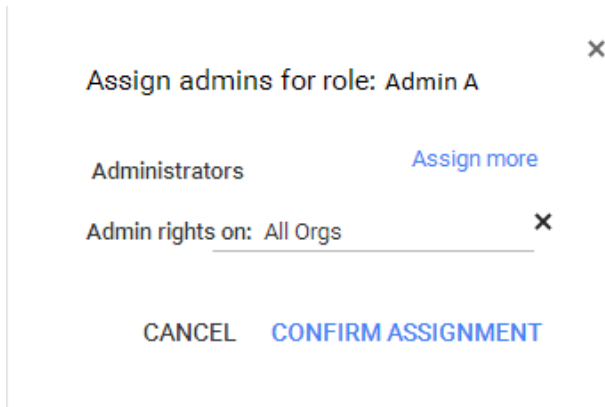 Assign admins for role: Admin A
Administrators Assign more
Admin rights on: All Orgs
CANCEL CONFIRM ASSIGNMENT